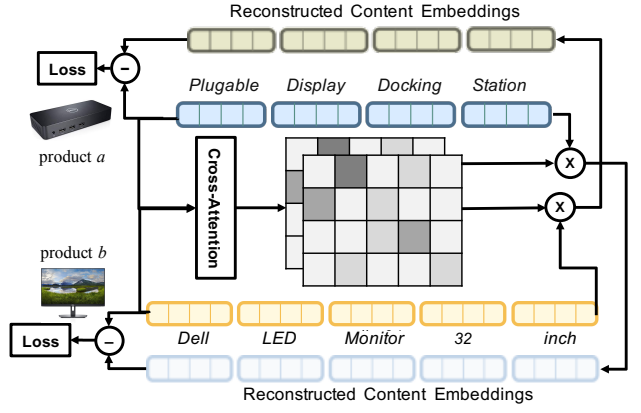 Reconstructed Content Embeddings
Loss
−
Plugable Display Docking Station
product a
Cross-Attention
X
X
product b
Dell LED Monitor 32 inch
Loss
−
Reconstructed Content Embeddings